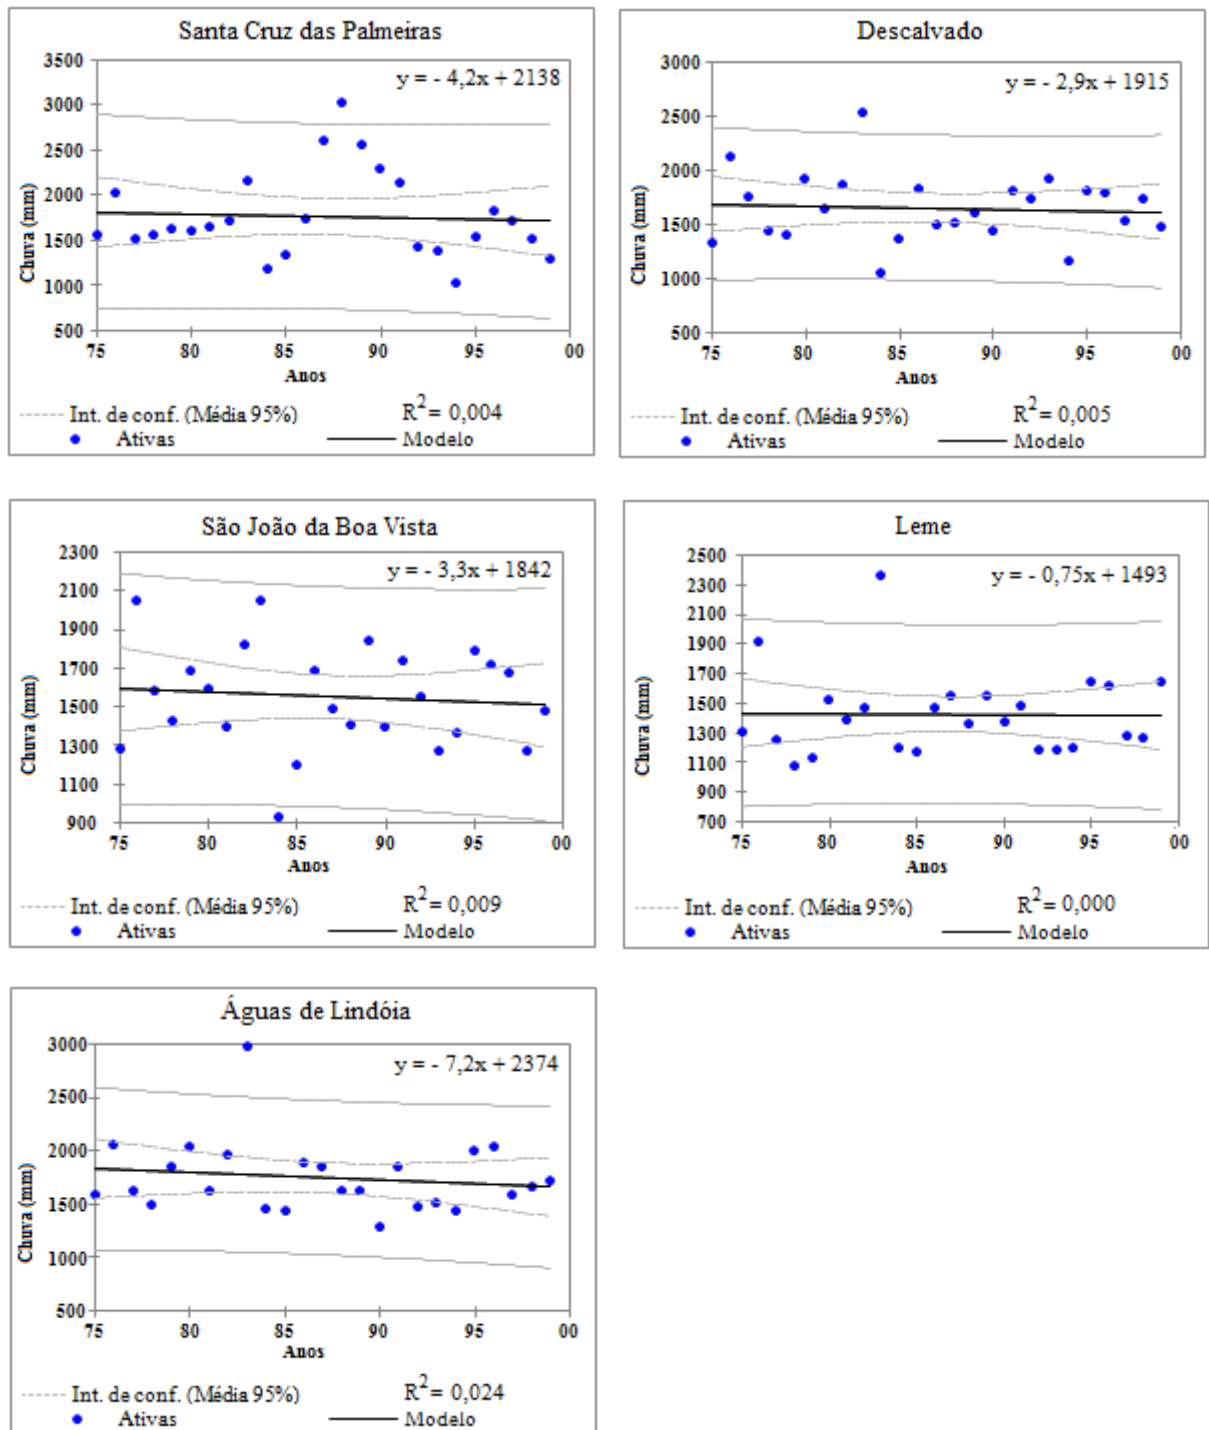 Santa Cruz das Palmeiras
y = - 4,2x + 2138
Chuva (mm)
3500
3000
2500
2000
1500
1000
500
75 80 85 90 95 00
Anos
Int. de conf. (Média 95%) R² = 0,004
Ativas Modelo
Descalvado
y = - 2,9x + 1915
Chuva (mm)
3000
2500
2000
1500
1000
500
75 80 85 90 95 00
Anos
Int. de conf. (Média 95%) R² = 0,005
Ativas Modelo
São João da Boa Vista
y = - 3,3x + 1842
Chuva (mm)
2300
2100
1900
1700
1500
1300
1100
900
75 80 85 90 95 00
Anos
Int. de conf. (Média 95%) R² = 0,009
Ativas Modelo
Leme
y = - 0,75x + 1493
Chuva (mm)
2500
2300
2100
1900
1700
1500
1300
1100
900
700
75 80 85 90 95 00
Anos
Int. de conf. (Média 95%) R² = 0,000
Ativas Modelo
Águas de Lindóia
y = - 7,2x + 2374
Chuva (mm)
3000
2500
2000
1500
1000
500
75 80 85 90 95 00
Anos
Int. de conf. (Média 95%) R² = 0,024
Ativas Modelo